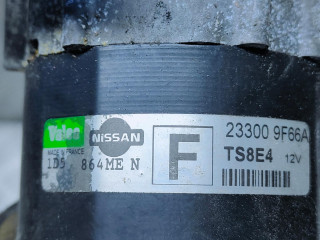 Valeo NISSAN F 23300 9F66A
MADE IN FRANCE TS8E4 12V
1D5 864ME N